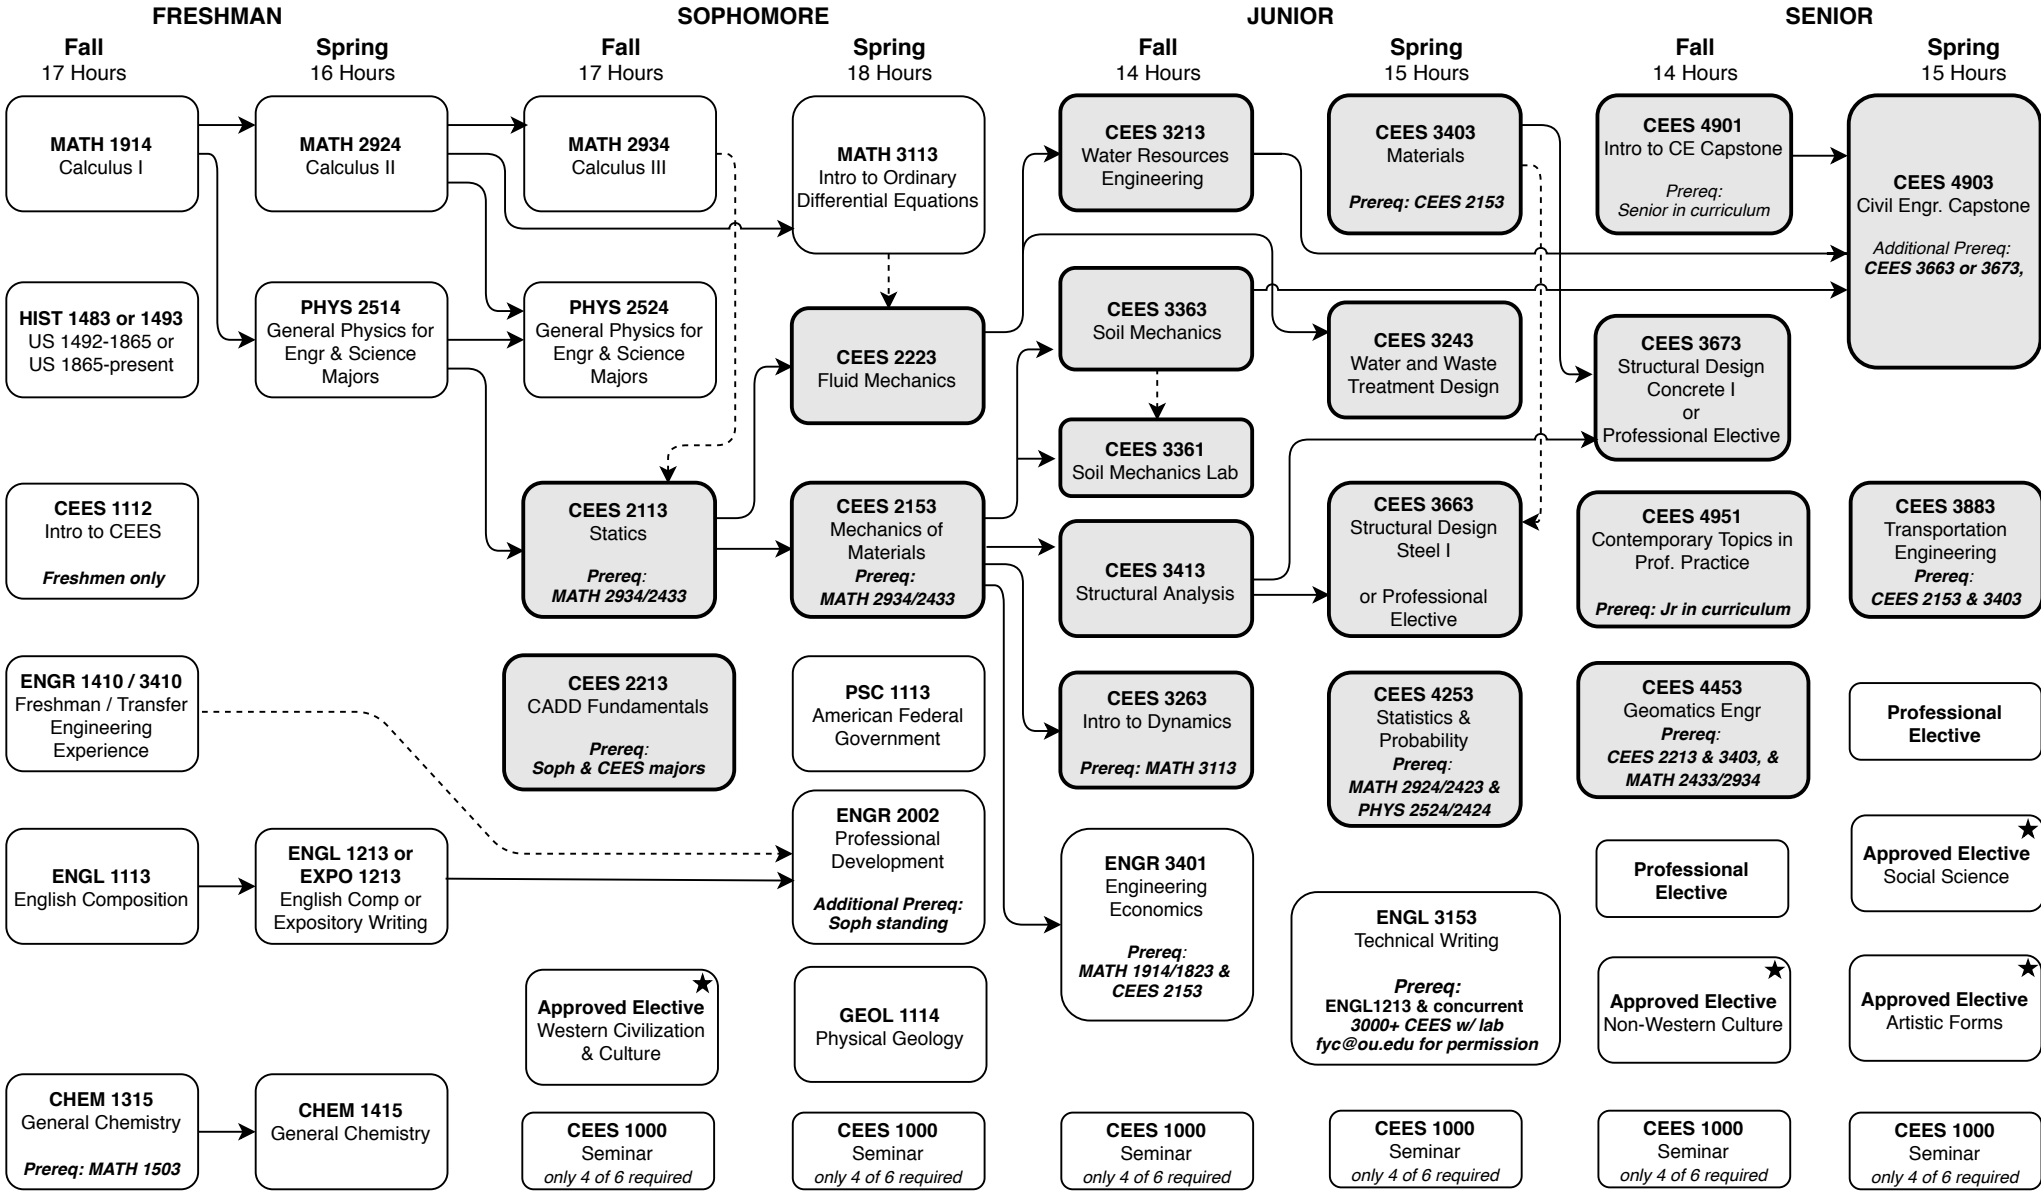 FRESHMAN
SOPHOMORE
JUNIOR
SENIOR
Fall
17 Hours
Spring
16 Hours
Fall
17 Hours
Spring
18 Hours
Fall
14 Hours
Spring
15 Hours
Fall
14 Hours
Spring
15 Hours
MATH 1914
Calculus I
HIST 1483 or 1493
US 1492-1865 or
US 1865-present
CEES 1112
Intro to CEES
Freshmen only
ENGR 1410 / 3410
Freshman / Transfer
Engineering
Experience
ENGL 1113
English Composition
CHEM 1315
General Chemistry
Prereq: MATH 1503
MATH 2924
Calculus II
PHYS 2514
General Physics for
Engr & Science
Majors
ENGL 1213 or
EXPO 1213
English Comp or
Expository Writing
CHEM 1415
General Chemistry
MATH 2934
Calculus III
PHYS 2524
General Physics for
Engr & Science
Majors
CEES 2113
Statics
Prereq:
MATH 2934/2433
CEES 2213
CADD Fundamentals
Prereq:
Soph & CEES majors
Approved Elective
Western Civilization
& Culture
CEES 1000
Seminar
only 4 of 6 required
MATH 3113
Intro to Ordinary
Differential Equations
CEES 2223
Fluid Mechanics
CEES 2153
Mechanics of
Materials
Prereq:
MATH 2934/2433
PSC 1113
American Federal
Government
ENGR 2002
Professional
Development
Additional Prereq:
Soph standing
GEOL 1114
Physical Geology
CEES 1000
Seminar
only 4 of 6 required
CEES 3213
Water Resources
Engineering
CEES 3363
Soil Mechanics
CEES 3361
Soil Mechanics Lab
CEES 3413
Structural Analysis
CEES 3263
Intro to Dynamics
Prereq: MATH 3113
ENGR 3401
Engineering
Economics
Prereq:
MATH 1914/1823 &
CEES 2153
CEES 1000
Seminar
only 4 of 6 required
CEES 3403
Materials
Prereq: CEES 2153
CEES 3243
Water and Waste
Treatment Design
CEES 3663
Structural Design
Steel I
or Professional
Elective
CEES 4253
Statistics &
Probability
Prereq:
MATH 2924/2423 &
PHYS 2524/2424
ENGL 3153
Technical Writing
Prereq:
ENGL1213 & concurrent
3000+ CEES w/ lab
fyc@ou.edu for permission
CEES 1000
Seminar
only 4 of 6 required
CEES 4901
Intro to CE Capstone
Prereq:
Senior in curriculum
CEES 3673
Structural Design
Concrete I
or
Professional Elective
CEES 4951
Contemporary Topics in
Prof. Practice
Prereq: Jr in curriculum
CEES 4453
Geomatics Engr
Prereq:
CEES 2213 & 3403, &
MATH 2433/2934
Professional
Elective
Approved Elective
Non-Western Culture
CEES 1000
Seminar
only 4 of 6 required
CEES 4903
Civil Engr. Capstone
Additional Prereq:
CEES 3663 or 3673,
CEES 3883
Transportation
Engineering
Prereq:
CEES 2153 & 3403
Professional
Elective
Approved Elective
Social Science
Approved Elective
Artistic Forms
CEES 1000
Seminar
only 4 of 6 required